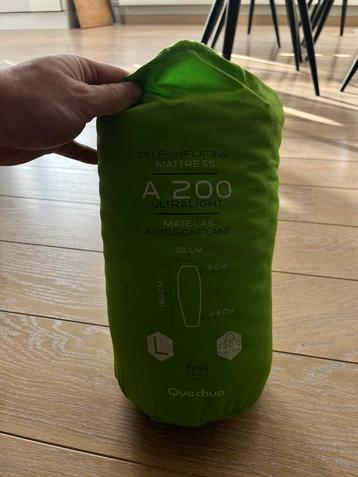 SELF-INFLATING
MATTRESS
A 200
ULTRALIGHT
MATELAS
AUTOGONFLANT
60 CM
180 CM
L
Quechua